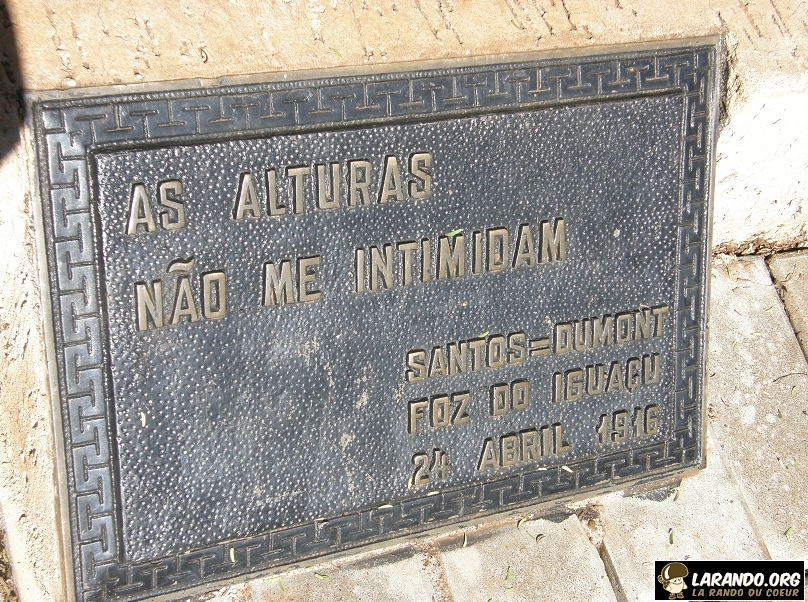 AS ALTURAS
NÃO ME INTIMIDAM
SANTOS=DUMONT
FOZ DO IGUAÇU
24 ABRIL 1916
LARANDO.ORG
LA RANDO DU COEUR